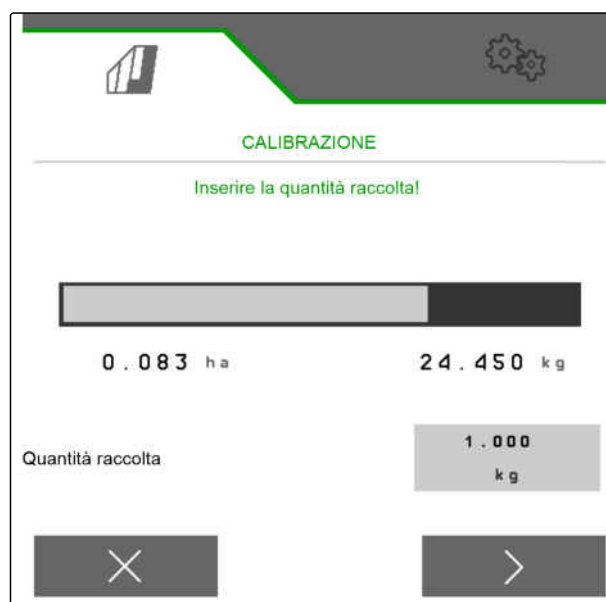 CALIBRAZIONE
Inserire la quantità raccolta!
0.083 ha
24.450 kg
Quantità raccolta
1.000
kg